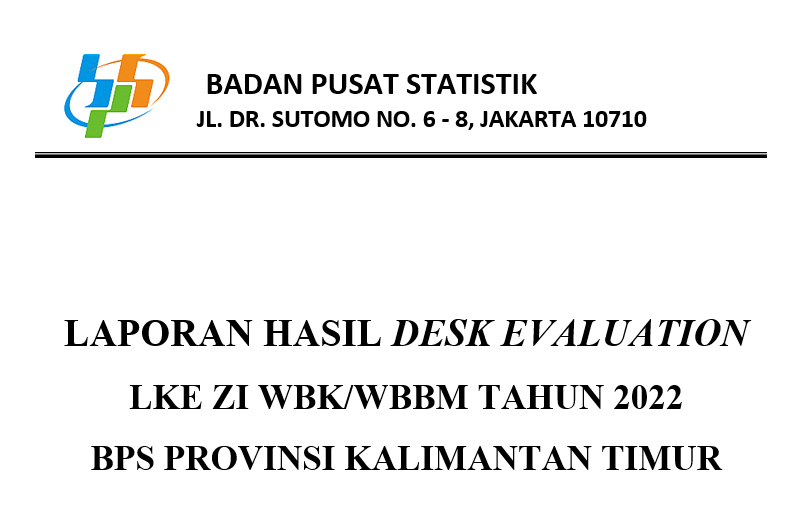 BADAN PUSAT STATISTIK
JL. DR. SUTOMO NO. 6 - 8, JAKARTA 10710
LAPORAN HASIL DESK EVALUATION
LKE ZI WBK/WBBM TAHUN 2022
BPS PROVINSI KALIMANTAN TIMUR